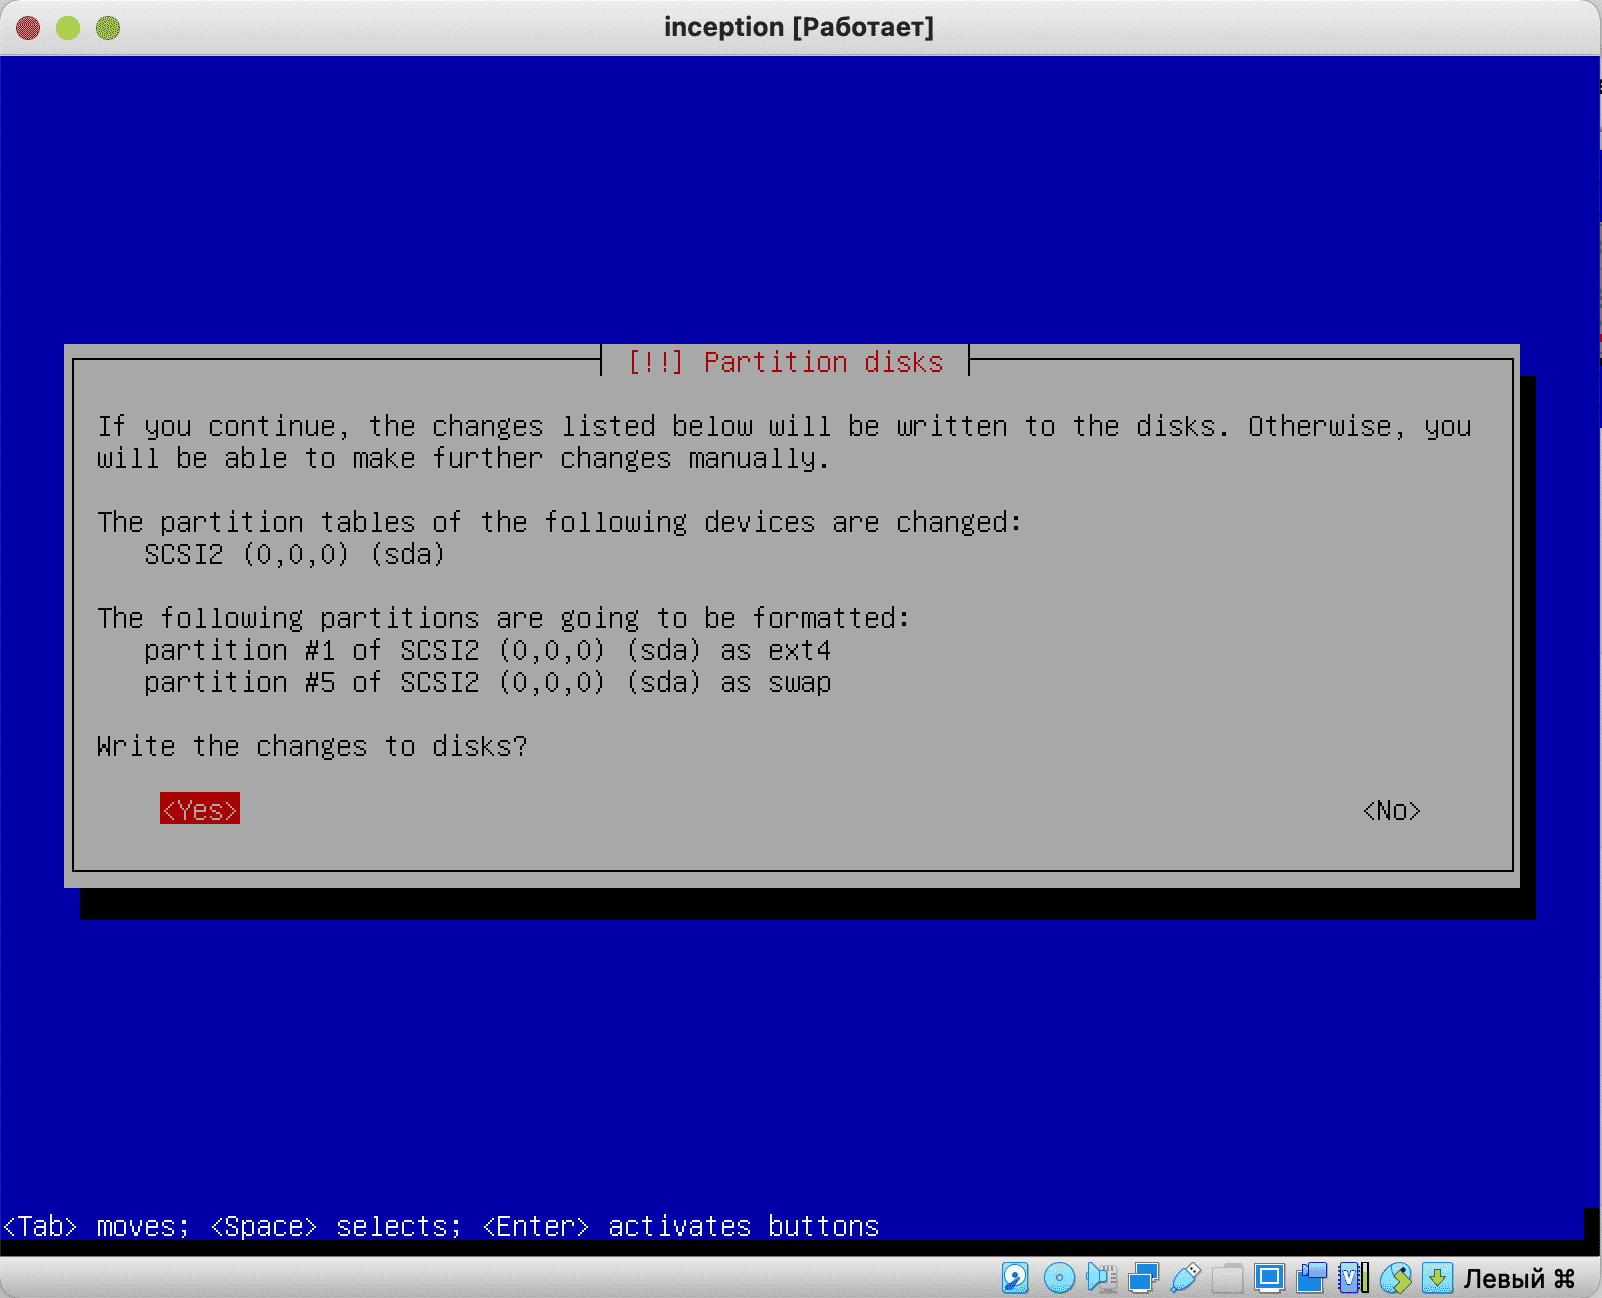 inception [Работает]
[!!] Partition disks
If you continue, the changes listed below will be written to the disks. Otherwise, you
will be able to make further changes manually.
The partition tables of the following devices are changed:
SCSI2 (0,0,0) (sda)
The following partitions are going to be formatted:
partition #1 of SCSI2 (0,0,0) (sda) as ext4
partition #5 of SCSI2 (0,0,0) (sda) as swap
Write the changes to disks?
<Yes> <No>
<Tab> moves; <Space> selects; <Enter> activates buttons
Левый ⌘